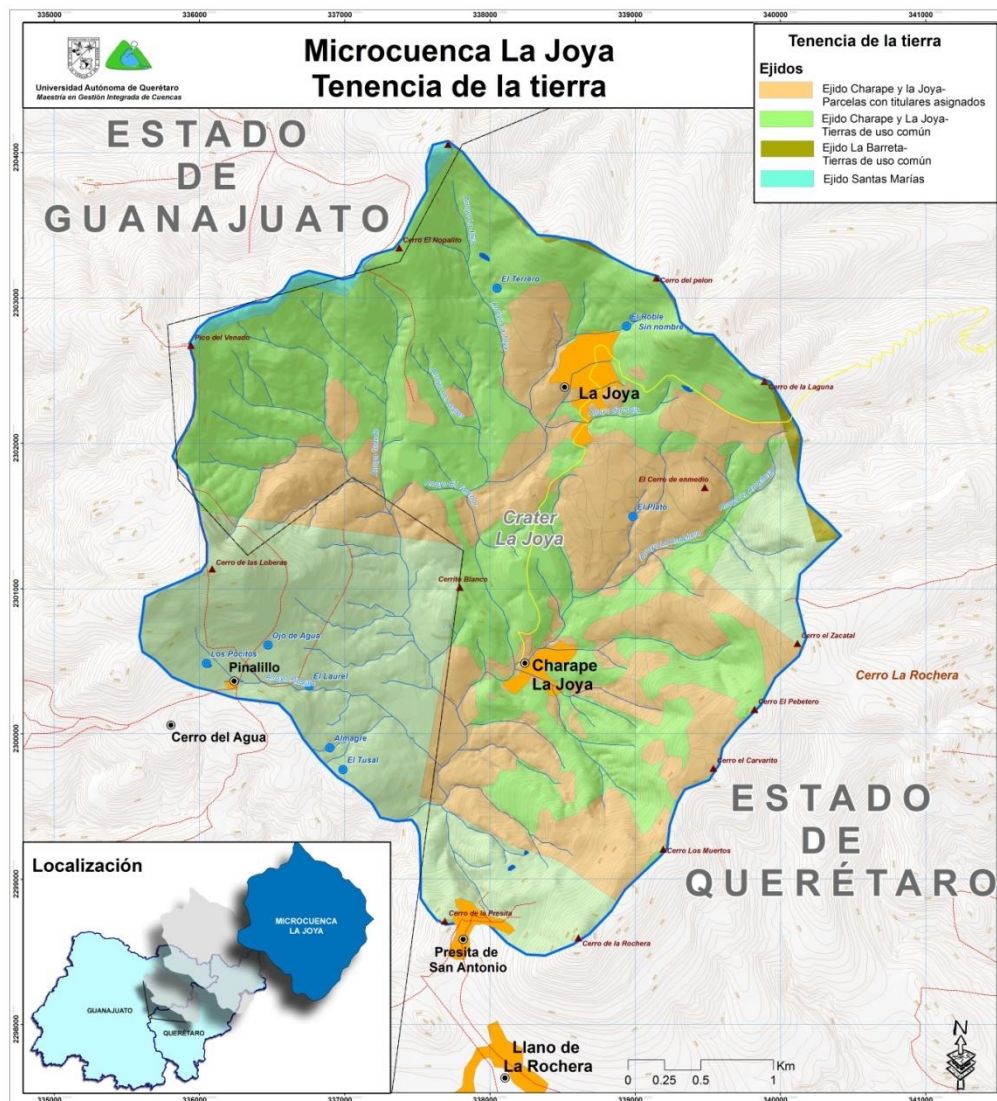 335000 336000 337000 338000 339000 340000 341000
Universidad Autónoma de Querétaro
Maestría en Gestión Integrada de Cuencas
Microcuenca La Joya
Tenencia de la tierra
Tenencia de la tierra
Ejidos
Ejido Charape y la Joya-
Parcelas con titulares asignados
Ejido Charape y La Joya-
Tierras de uso común
Ejido La Barreta-
Tierras de uso común
Ejido Santas Marías
ESTADO
DE
GUANAJUATO
2304000
2303000
2302000
2301000
2300000
2299000
2298000
Cerro El Nopalito
El Terrero
Cerro del pelon
El Roble
Sin nombre
Pico del Venado
La Joya
Cerro de la Laguna
El Cerro de enmedio
El Plato
Crater
La Joya
Cerro de las Loberas
Cerrito Blanco
Ojo de Agua
Los Pocitos
Pinalillo
El Laurel
Charape
La Joya
Cerro el Zacatal
Cerro La Rochera
Cerro El Pebetero
Cerro del Agua
Almagre
El Tusal
Cerro el Carvarito
ESTADO
DE
QUERÉTARO
Cerro Los Muertos
Cerro de la Presita
Presita de
San Antonio
Cerro de la Rochera
Localización
MICROCUENCA
LA JOYA
GUANAJUATO
QUERÉTARO
Llano de
La Rochera
N
0 0.25 0.5 1 Km
335000 336000 337000 338000 339000 340000 341000